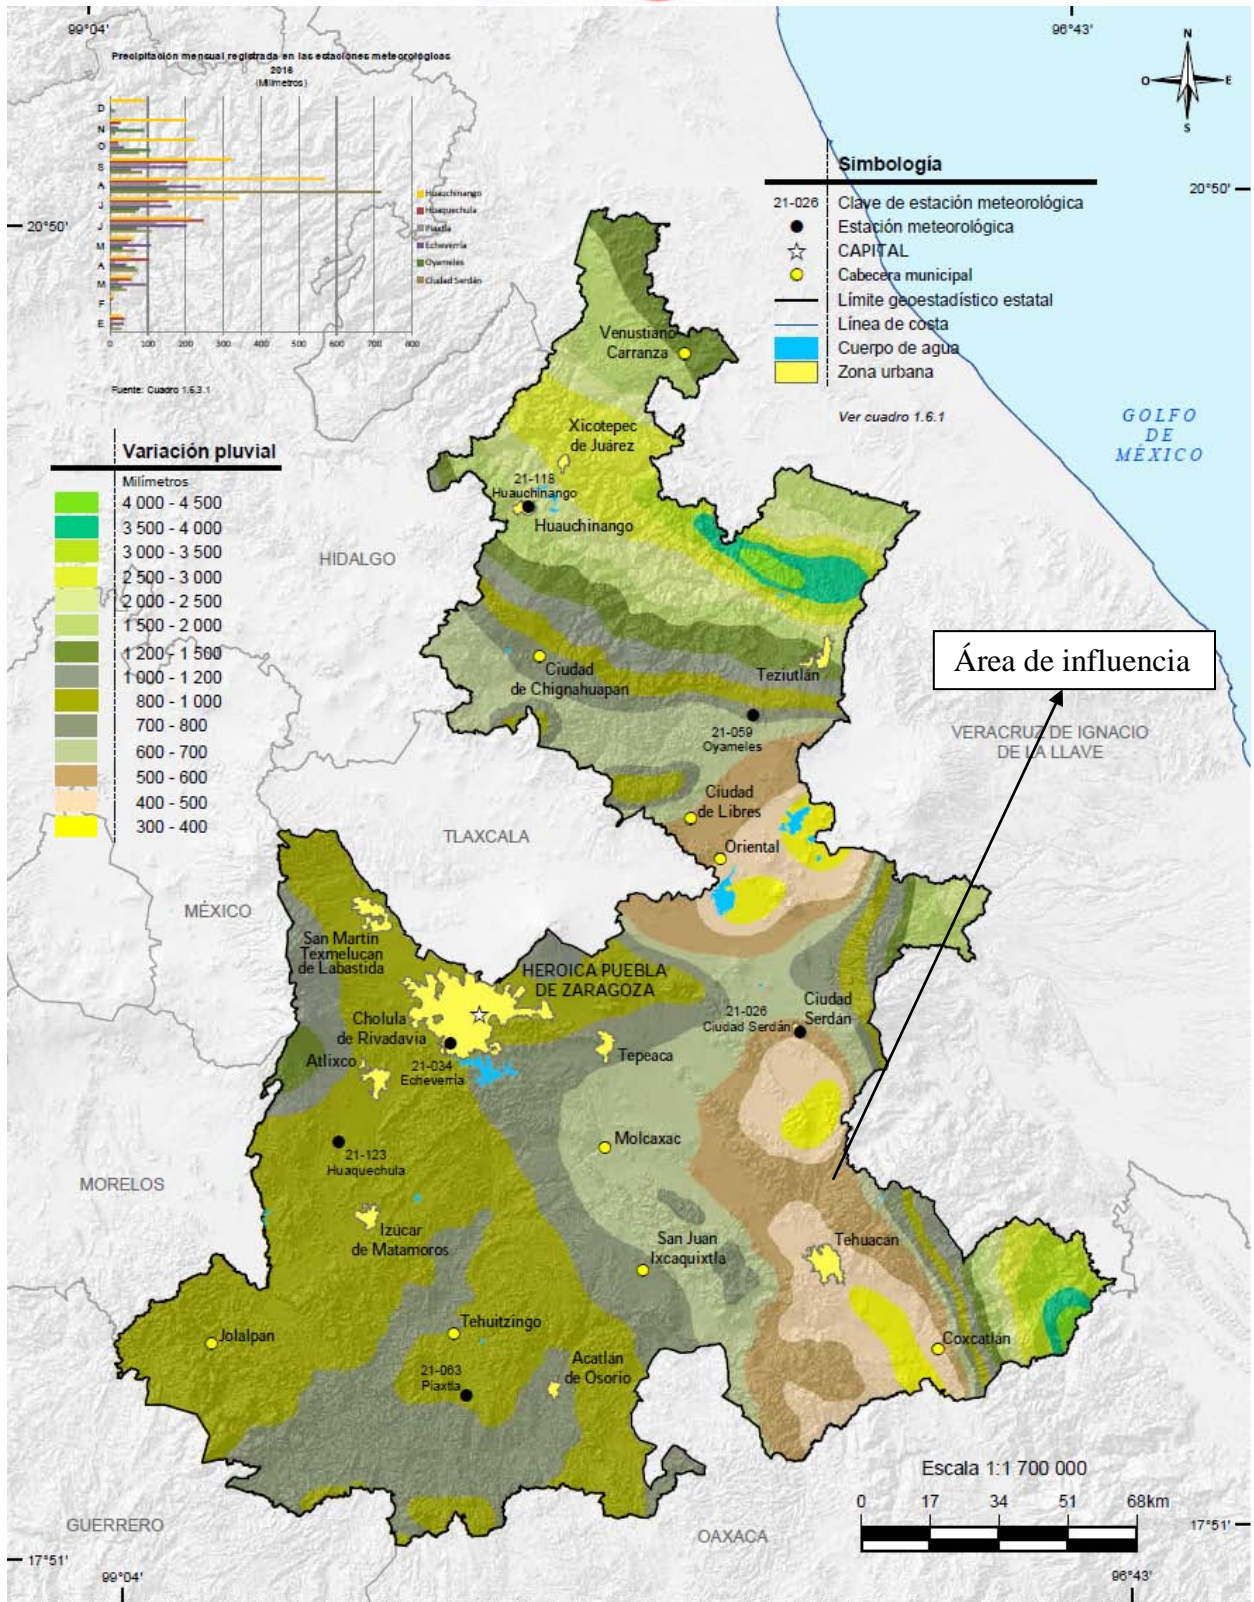 99°04'
96°43'
Precipitación mensual registrada en las estaciones meteorológicas
2016
(Milímetros)
D
N
O
S
A
J
J
M
A
M
F
E
0 100 200 300 400 500 600 700 800
Huauchinango
Huaquechula
Piaxtla
Echeverría
Oyameles
Ciudad Serdán
Fuente: Cuadro 1.6.3.1
N
O
E
S
20°50'
20°50'
Simbología
21-026 Clave de estación meteorológica
Estación meteorológica
CAPITAL
Cabecera municipal
Límite geoestadístico estatal
Línea de costa
Cuerpo de agua
Zona urbana
Ver cuadro 1.6.1
GOLFO
DE
MÉXICO
Variación pluvial
Milímetros
4 000 - 4 500
3 500 - 4 000
3 000 - 3 500
2 500 - 3 000
2 000 - 2 500
1 500 - 2 000
1 200 - 1 500
1 000 - 1 200
800 - 1 000
700 - 800
600 - 700
500 - 600
400 - 500
300 - 400
Venustiano
Carranza
Xicotepec
de Juárez
21-118
Huauchinango
Huauchinango
HIDALGO
Área de influencia
Ciudad
de Chignahuapan
Teziutlán
21-059
Oyameles
VERACRUZ DE IGNACIO
DE LA LLAVE
Ciudad
de Libres
Oriental
TLAXCALA
MÉXICO
San Martín
Texmelucan
de Labastida
HEROICA PUEBLA
DE ZARAGOZA
Cholula
de Rivadavia
21-026
Ciudad Serdán
Ciudad
Serdán
Atlixco
21-034
Echeverría
Tepeaca
Molcaxac
21-123
Huaquechula
MORELOS
Izúcar
de Matamoros
San Juan
Ixcaquixtla
Tehuacán
Jolalpan
Tehuitzingo
Coxcatlán
21-063
Piaxtla
Acatlán
de Osorio
Escala 1:1 700 000
0 17 34 51 68km
GUERRERO
OAXACA
17°51'
17°51'
99°04'
96°43'